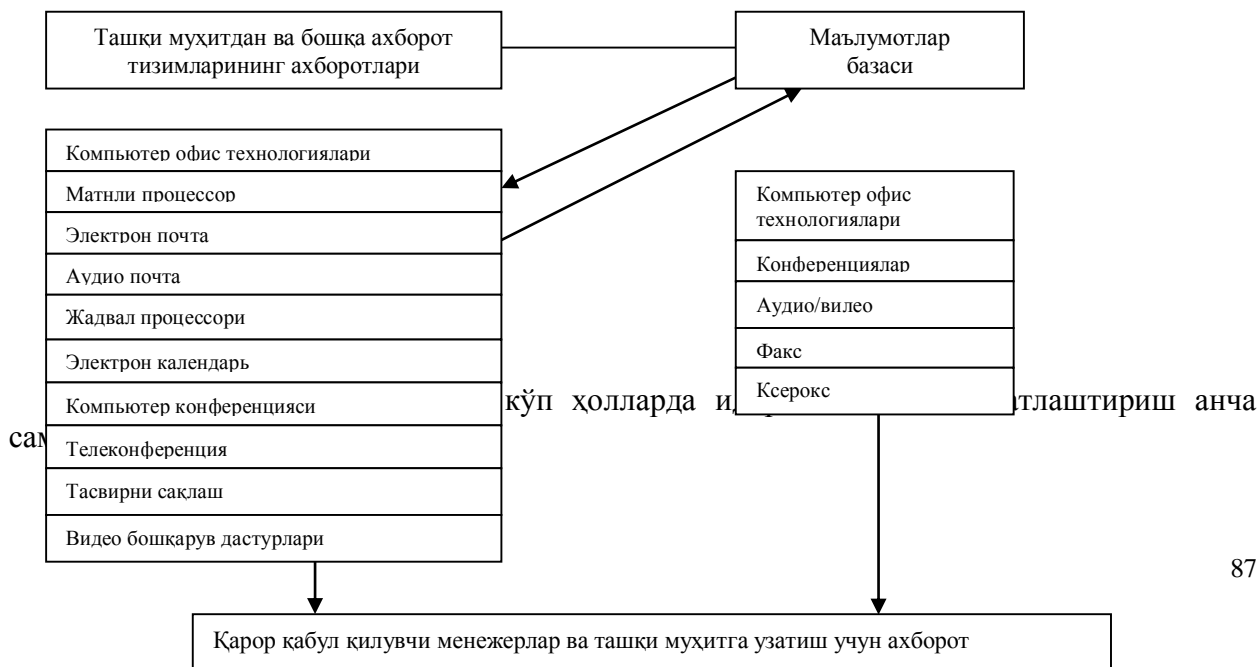 Ташқи муҳитдан ва бошқа ахборот
тизимларининг ахборотлари
Маълумотлар
базаси
Компьютер офис технологиялари
Матнли процессор
Электрон почта
Аудио почта
Жадвал процессори
Электрон календарь
Компьютер конференцияси
Телеконференция
Тасвирни сақлаш
Видео бошқарув дастурлари
Компьютер офис
технологиялари
Конференциялар
Аудио/видео
Факс
Ксерокс
кўп ҳолларда анча
87
Қарор қабул қилувчи менежерлар ва ташқи муҳитга узатиш учун ахборот